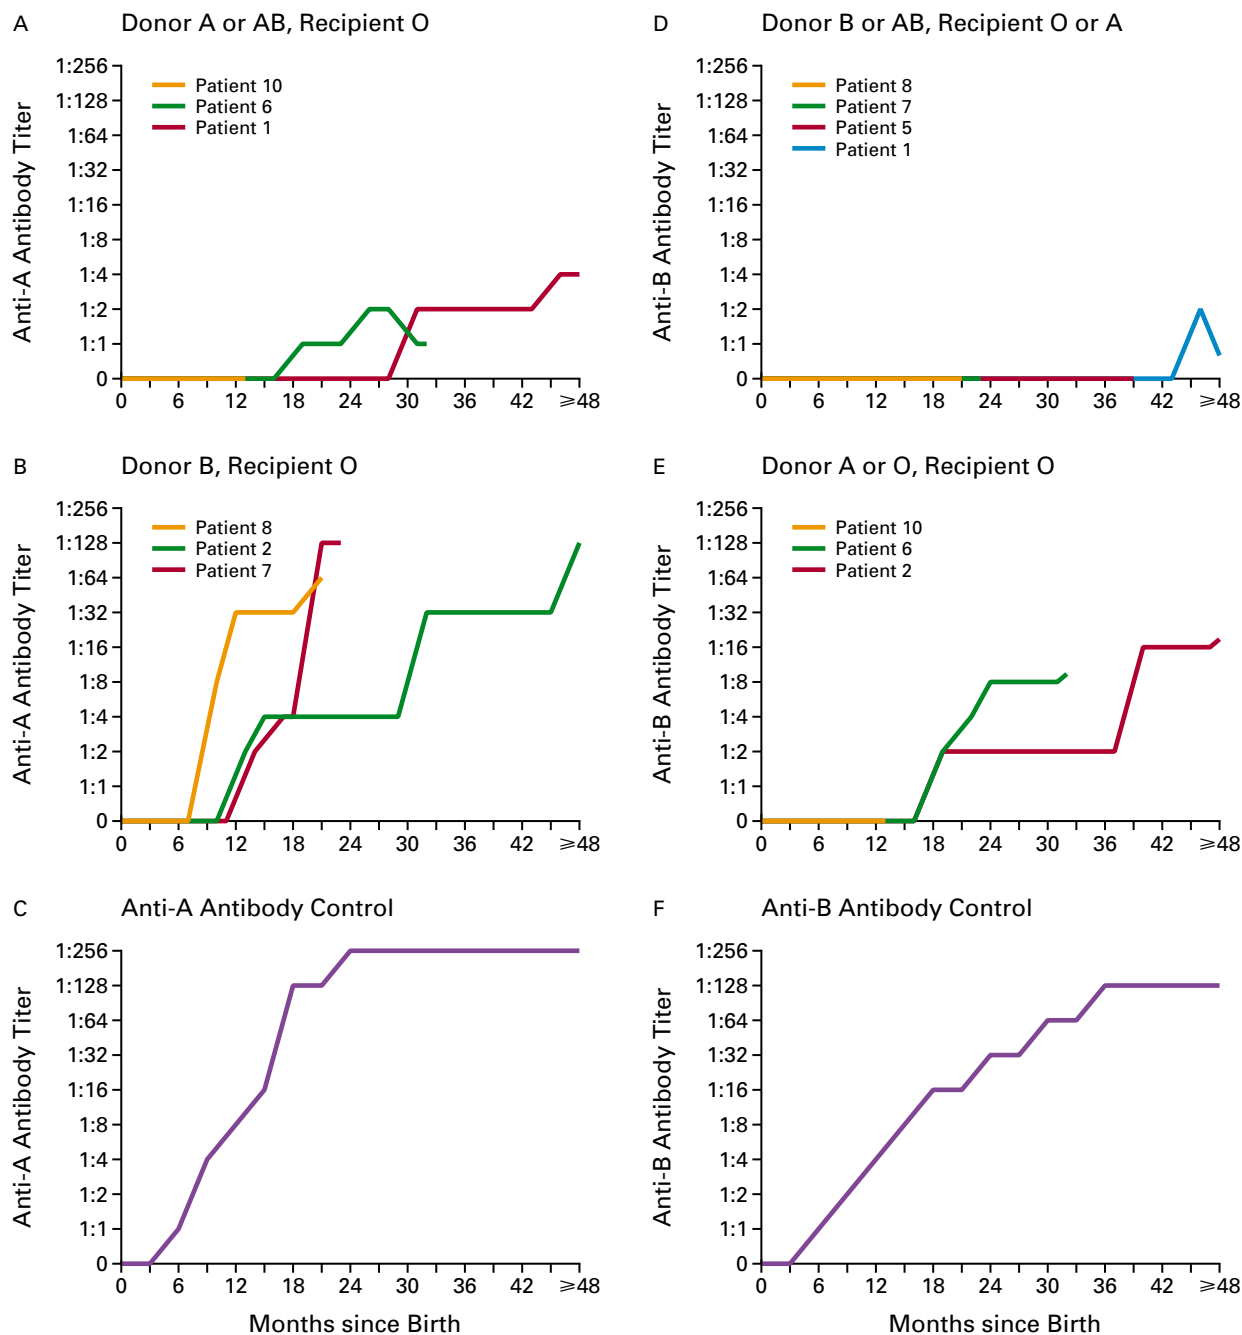 A Donor A or AB, Recipient O
Anti-A Antibody Titer
1:256
1:128
1:64
1:32
1:16
1:8
1:4
1:2
1:1
0
Patient 10
Patient 6
Patient 1
0 6 12 18 24 30 36 42 ≥48
B Donor B, Recipient O
Anti-A Antibody Titer
1:256
1:128
1:64
1:32
1:16
1:8
1:4
1:2
1:1
0
Patient 8
Patient 2
Patient 7
0 6 12 18 24 30 36 42 ≥48
C Anti-A Antibody Control
Anti-A Antibody Titer
1:256
1:128
1:64
1:32
1:16
1:8
1:4
1:2
1:1
0
0 6 12 18 24 30 36 42 ≥48
Months since Birth
D Donor B or AB, Recipient O or A
Anti-B Antibody Titer
1:256
1:128
1:64
1:32
1:16
1:8
1:4
1:2
1:1
0
Patient 8
Patient 7
Patient 5
Patient 1
0 6 12 18 24 30 36 42 ≥48
E Donor A or O, Recipient O
Anti-B Antibody Titer
1:256
1:128
1:64
1:32
1:16
1:8
1:4
1:2
1:1
0
Patient 10
Patient 6
Patient 2
0 6 12 18 24 30 36 42 ≥48
F Anti-B Antibody Control
Anti-B Antibody Titer
1:256
1:128
1:64
1:32
1:16
1:8
1:4
1:2
1:1
0
0 6 12 18 24 30 36 42 ≥48
Months since Birth